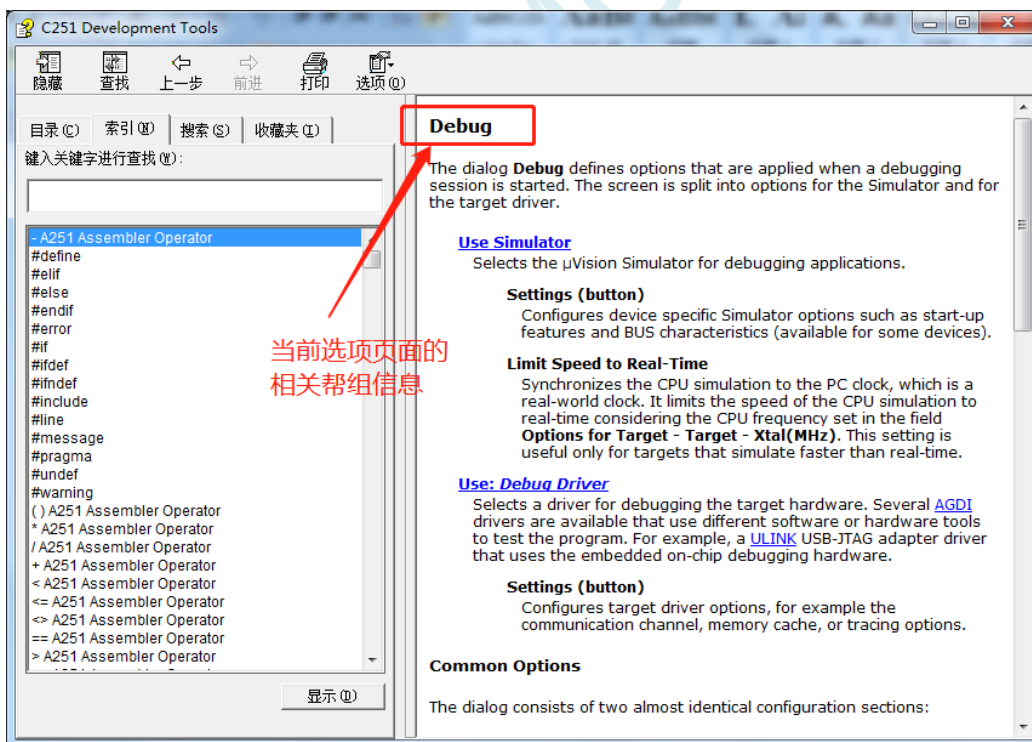 C251 Development Tools
隐藏 查找 上一步 前进 打印 选项(O)
目录(C) 索引(N) 搜索(S) 收藏夹(I)
键入关键字进行查找(W):
- A251 Assembler Operator
#define
#elif
#else
#endif
#error
#if
#ifdef
#ifndef
#include
#line
#message
#pragma
#undef
#warning
( ) A251 Assembler Operator
* A251 Assembler Operator
/ A251 Assembler Operator
+ A251 Assembler Operator
< A251 Assembler Operator
<= A251 Assembler Operator
<> A251 Assembler Operator
== A251 Assembler Operator
> A251 Assembler Operator
显示(D)
当前选项页面的
相关帮组信息
Debug
The dialog Debug defines options that are applied when a debugging
session is started. The screen is split into options for the Simulator and for
the target driver.
Use Simulator
Selects the µVision Simulator for debugging applications.
Settings (button)
Configures device specific Simulator options such as start-up
features and BUS characteristics (available for some devices).
Limit Speed to Real-Time
Synchronizes the CPU simulation to the PC clock, which is a
real-world clock. It limits the speed of the CPU simulation to
real-time considering the CPU frequency set in the field
Options for Target - Target - Xtal(MHz). This setting is
useful only for targets that simulate faster than real-time.
Use: Debug Driver
Selects a driver for debugging the target hardware. Several AGDI
drivers are available that use different software or hardware tools
to test the program. For example, a ULINK USB-JTAG adapter driver
that uses the embedded on-chip debugging hardware.
Settings (button)
Configures target driver options, for example the
communication channel, memory cache, or tracing options.
Common Options
The dialog consists of two almost identical configuration sections: